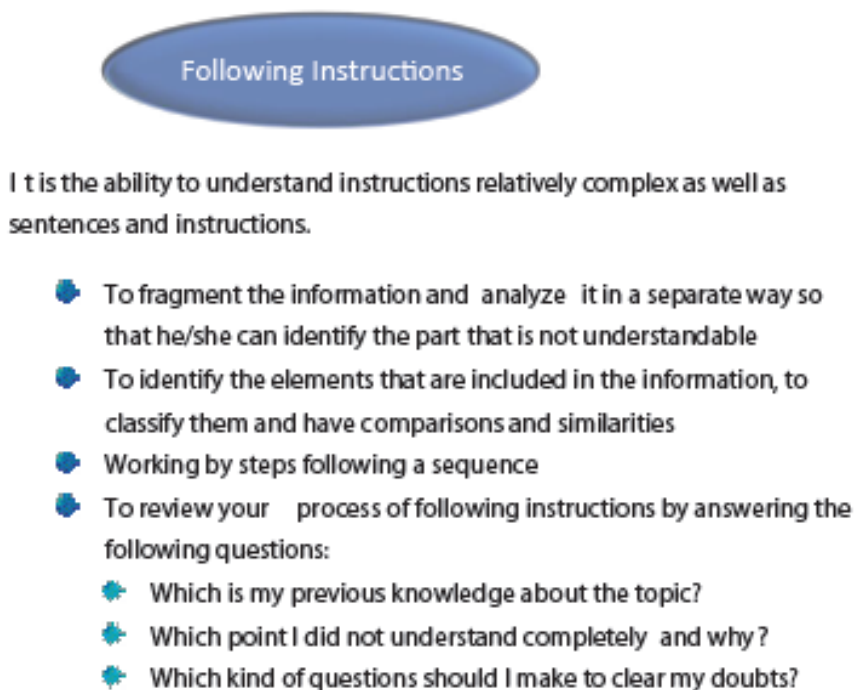 Following Instructions
I t is the ability to understand instructions relatively complex as well as
sentences and instructions.
To fragment the information and analyze it in a separate way so
that he/she can identify the part that is not understandable
To identify the elements that are included in the information, to
classify them and have comparisons and similarities
Working by steps following a sequence
To review your process of following instructions by answering the
following questions:
Which is my previous knowledge about the topic?
Which point I did not understand completely and why?
Which kind of questions should I make to clear my doubts?